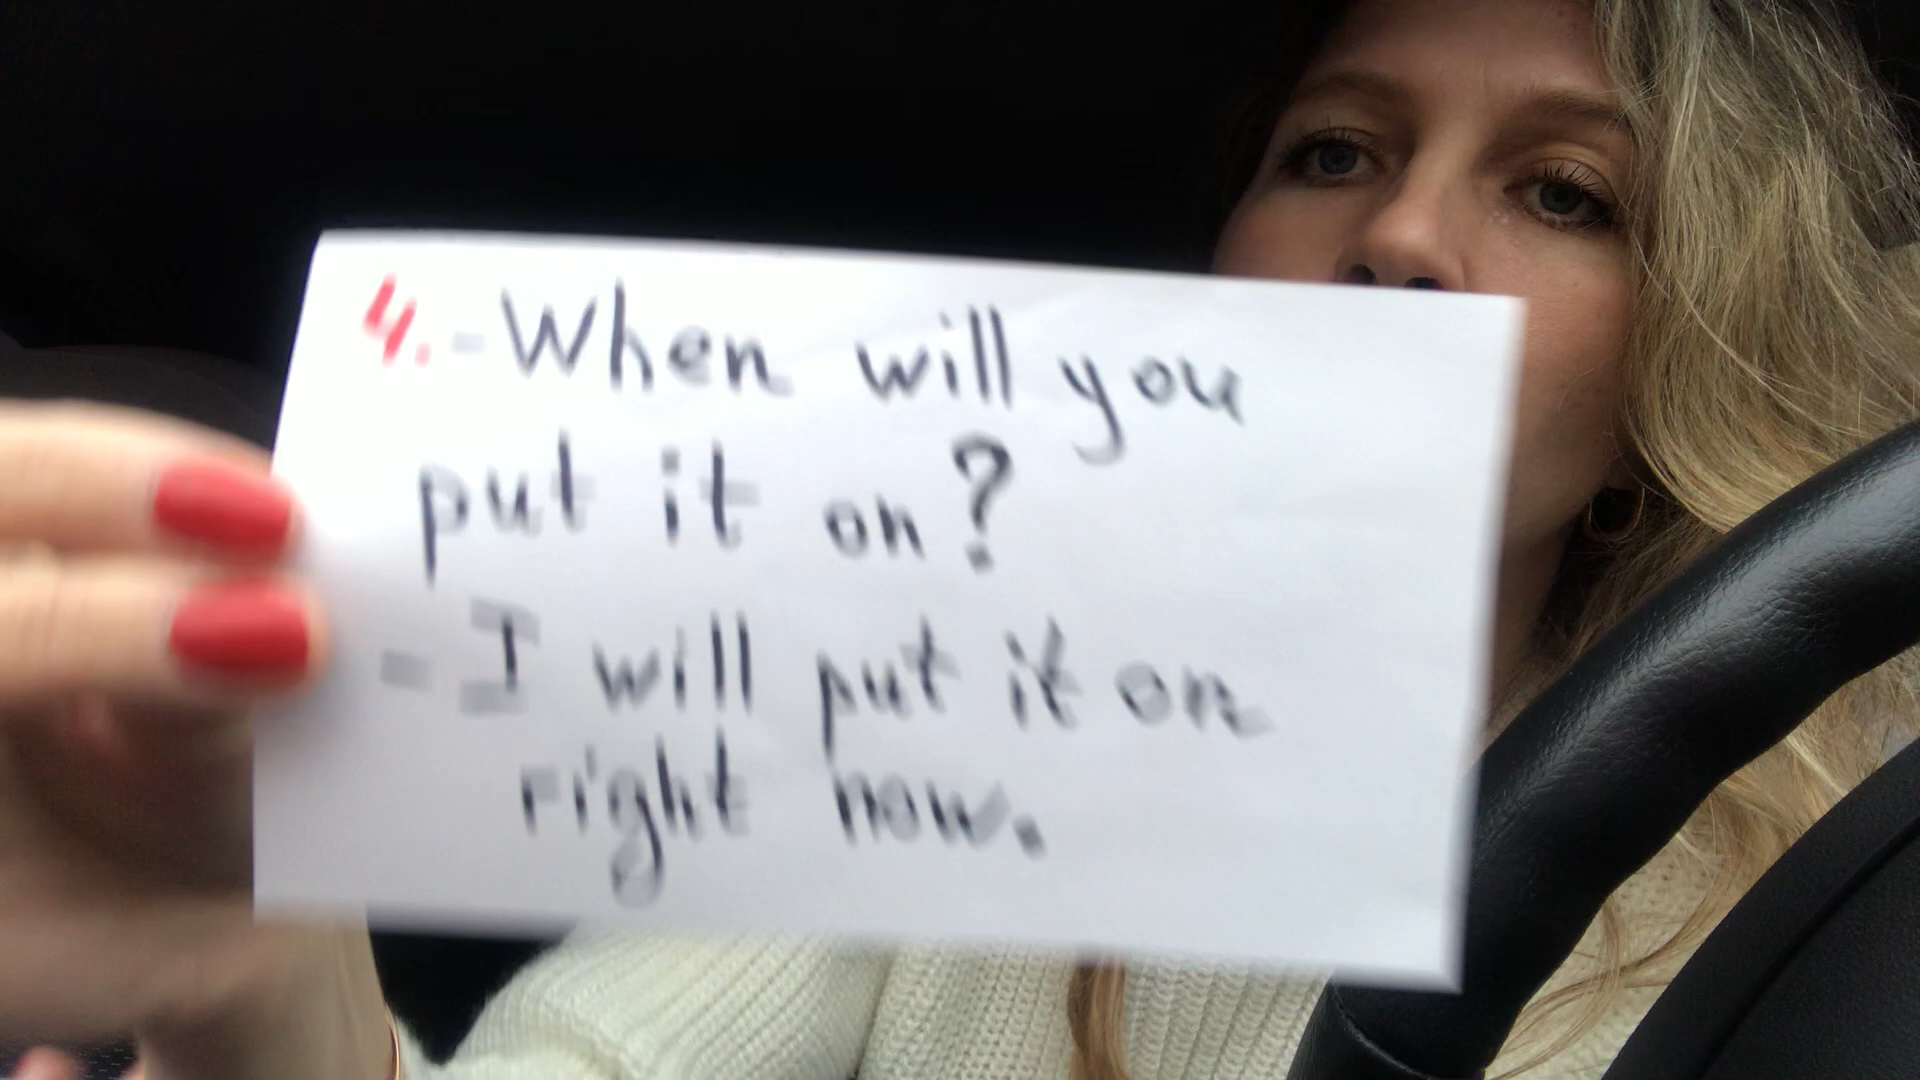 4. - When will you
put it on?
- I will put it on
right now.